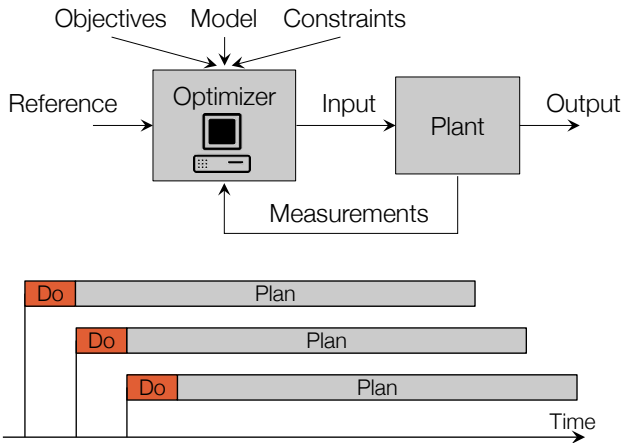 Objectives Model Constraints
Reference Optimizer Input Plant Output
Measurements
Do Plan
Do Plan
Do Plan
Time